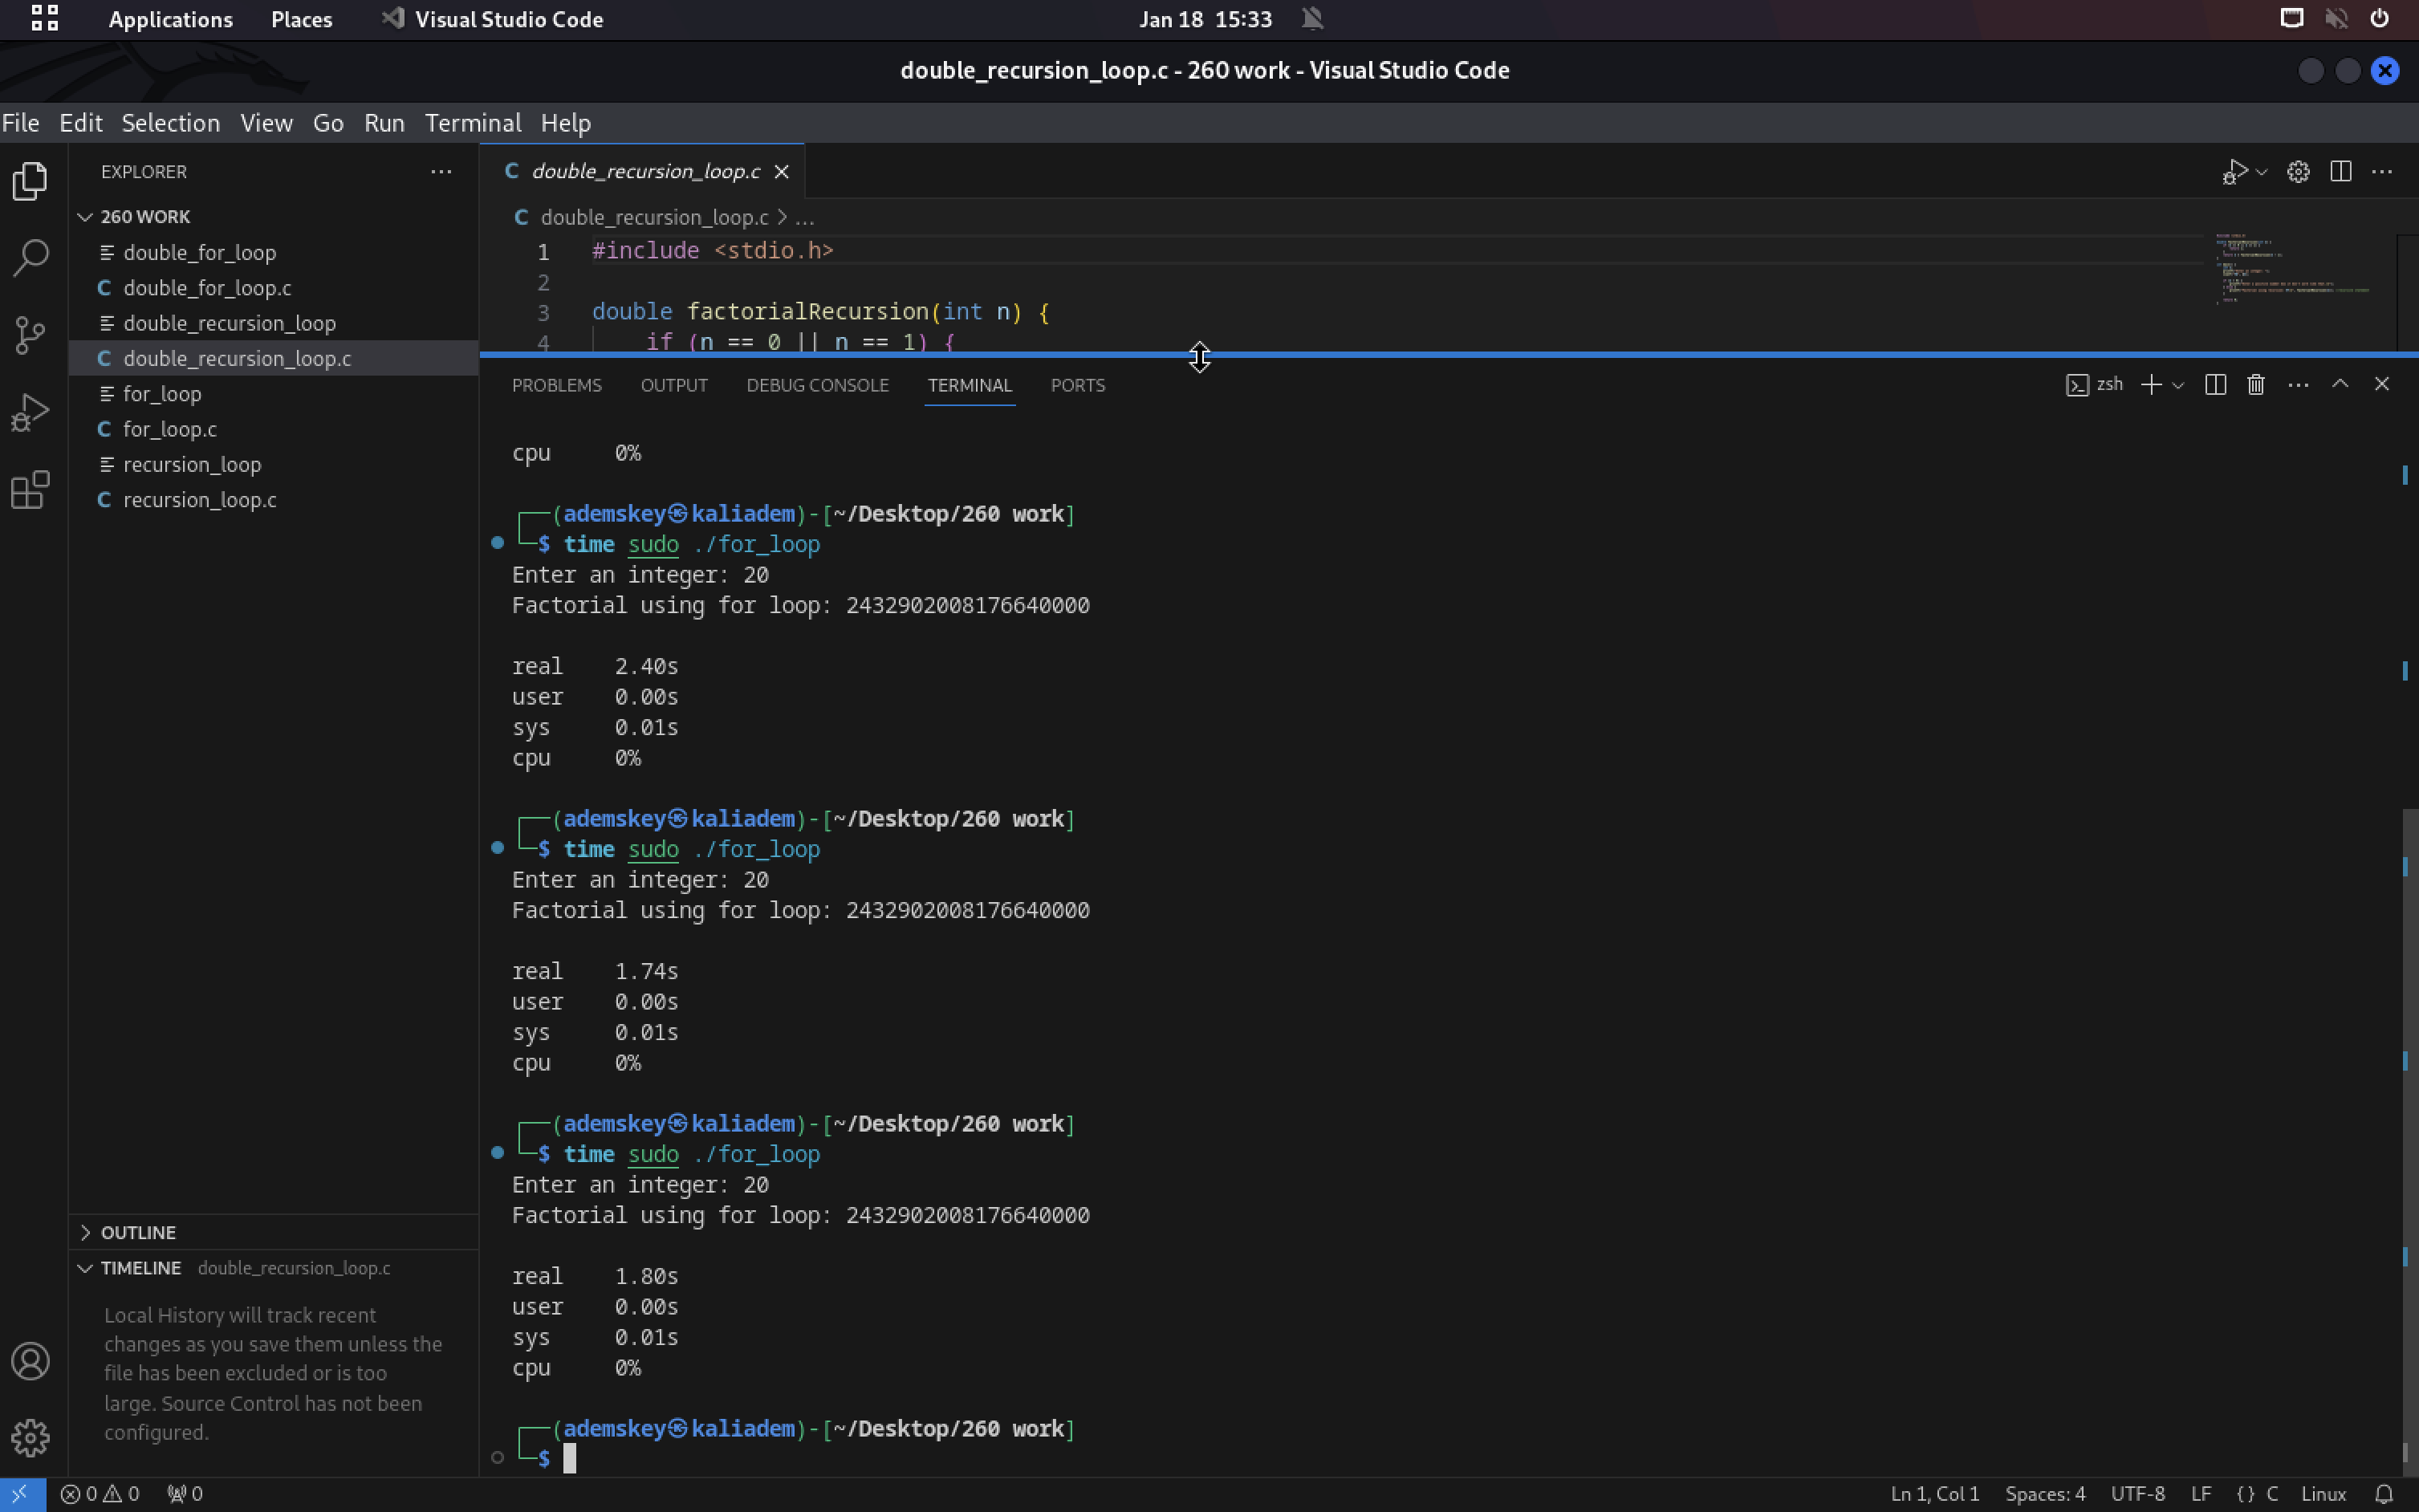 Applications Places Visual Studio Code Jan 18 15:33
double_recursion_loop.c - 260 work - Visual Studio Code
File Edit Selection View Go Run Terminal Help
EXPLORER
260 WORK
double_for_loop
C double_for_loop.c
double_recursion_loop
C double_recursion_loop.c
for_loop
C for_loop.c
recursion_loop
C recursion_loop.c
OUTLINE
TIMELINE double_recursion_loop.c
Local History will track recent
changes as you save them unless the
file has been excluded or is too
large. Source Control has not been
configured.
C double_recursion_loop.c
C double_recursion_loop.c > ...
1 #include <stdio.h>
2
3 double factorialRecursion(int n) {
4 if (n == 0 || n == 1) {
PROBLEMS OUTPUT DEBUG CONSOLE TERMINAL PORTS zsh
cpu 0%
┌──(ademskey㉿kaliadem)-[~/Desktop/260 work]
└─$ time sudo ./for_loop
Enter an integer: 20
Factorial using for loop: 2432902008176640000
real 2.40s
user 0.00s
sys 0.01s
cpu 0%
┌──(ademskey㉿kaliadem)-[~/Desktop/260 work]
└─$ time sudo ./for_loop
Enter an integer: 20
Factorial using for loop: 2432902008176640000
real 1.74s
user 0.00s
sys 0.01s
cpu 0%
┌──(ademskey㉿kaliadem)-[~/Desktop/260 work]
└─$ time sudo ./for_loop
Enter an integer: 20
Factorial using for loop: 2432902008176640000
real 1.80s
user 0.00s
sys 0.01s
cpu 0%
┌──(ademskey㉿kaliadem)-[~/Desktop/260 work]
└─$
0 0 0 Ln 1, Col 1 Spaces: 4 UTF-8 LF {} C Linux